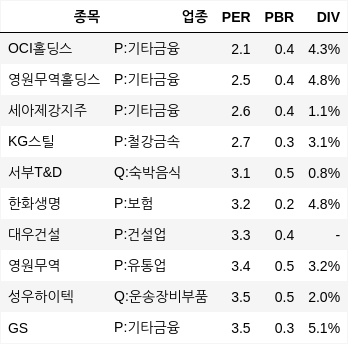 종목 업종 PER PBR DIV
OCI홀딩스 P:기타금융 2.1 0.4 4.3%
영원무역홀딩스 P:기타금융 2.5 0.4 4.8%
세아제강지주 P:기타금융 2.6 0.4 1.1%
KG스틸 P:철강금속 2.7 0.3 3.1%
서부T&D Q:숙박음식 3.1 0.5 0.8%
한화생명 P:보험 3.2 0.2 4.8%
대우건설 P:건설업 3.3 0.4 -
영원무역 P:유통업 3.4 0.5 3.2%
성우하이텍 Q:운송장비부품 3.5 0.5 2.0%
GS P:기타금융 3.5 0.3 5.1%